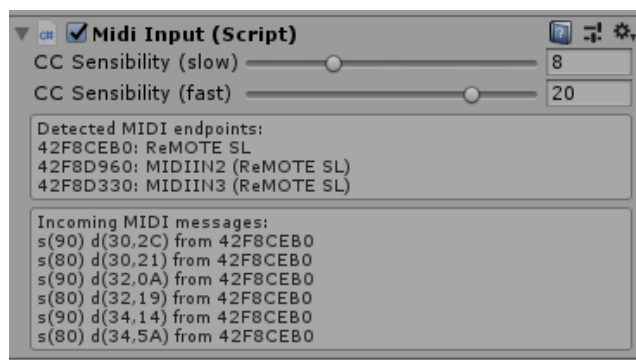 Midi Input (Script)
CC Sensibility (slow) 8
CC Sensibility (fast) 20
Detected MIDI endpoints:
42F8CEB0: ReMOTE SL
42F8D960: MIDIIN2 (ReMOTE SL)
42F8D330: MIDIIN3 (ReMOTE SL)
Incoming MIDI messages:
s(90) d(30,2C) from 42F8CEB0
s(80) d(30,21) from 42F8CEB0
s(90) d(32,0A) from 42F8CEB0
s(80) d(32,19) from 42F8CEB0
s(90) d(34,14) from 42F8CEB0
s(80) d(34,5A) from 42F8CEB0